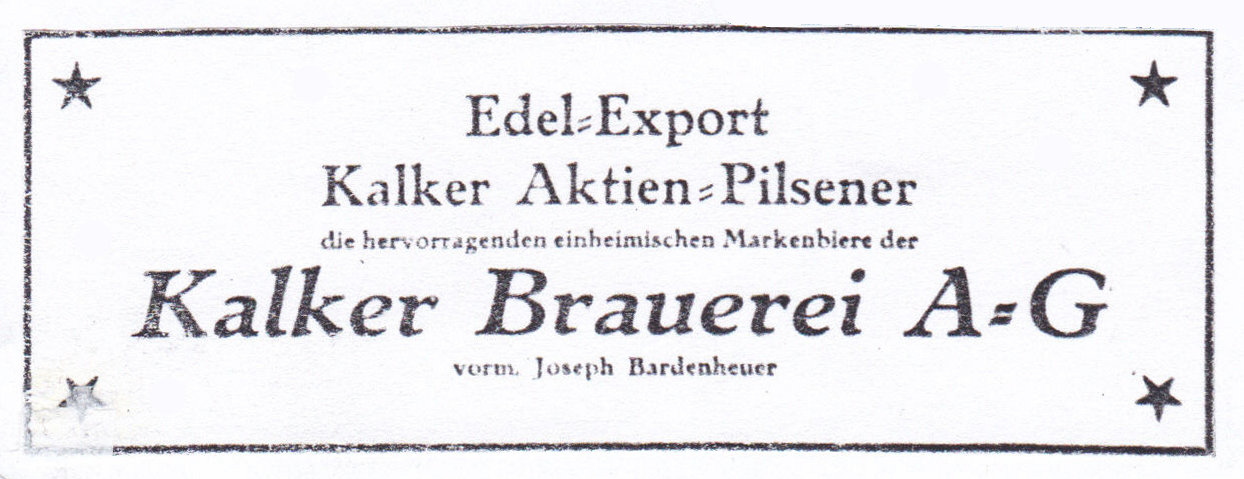 Edel-Export
Kalker Aktien-Pilsener
die hervorragenden einheimischen Markenbiere der
Kalker Brauerei A-G
vorm. Joseph Bardenheuer